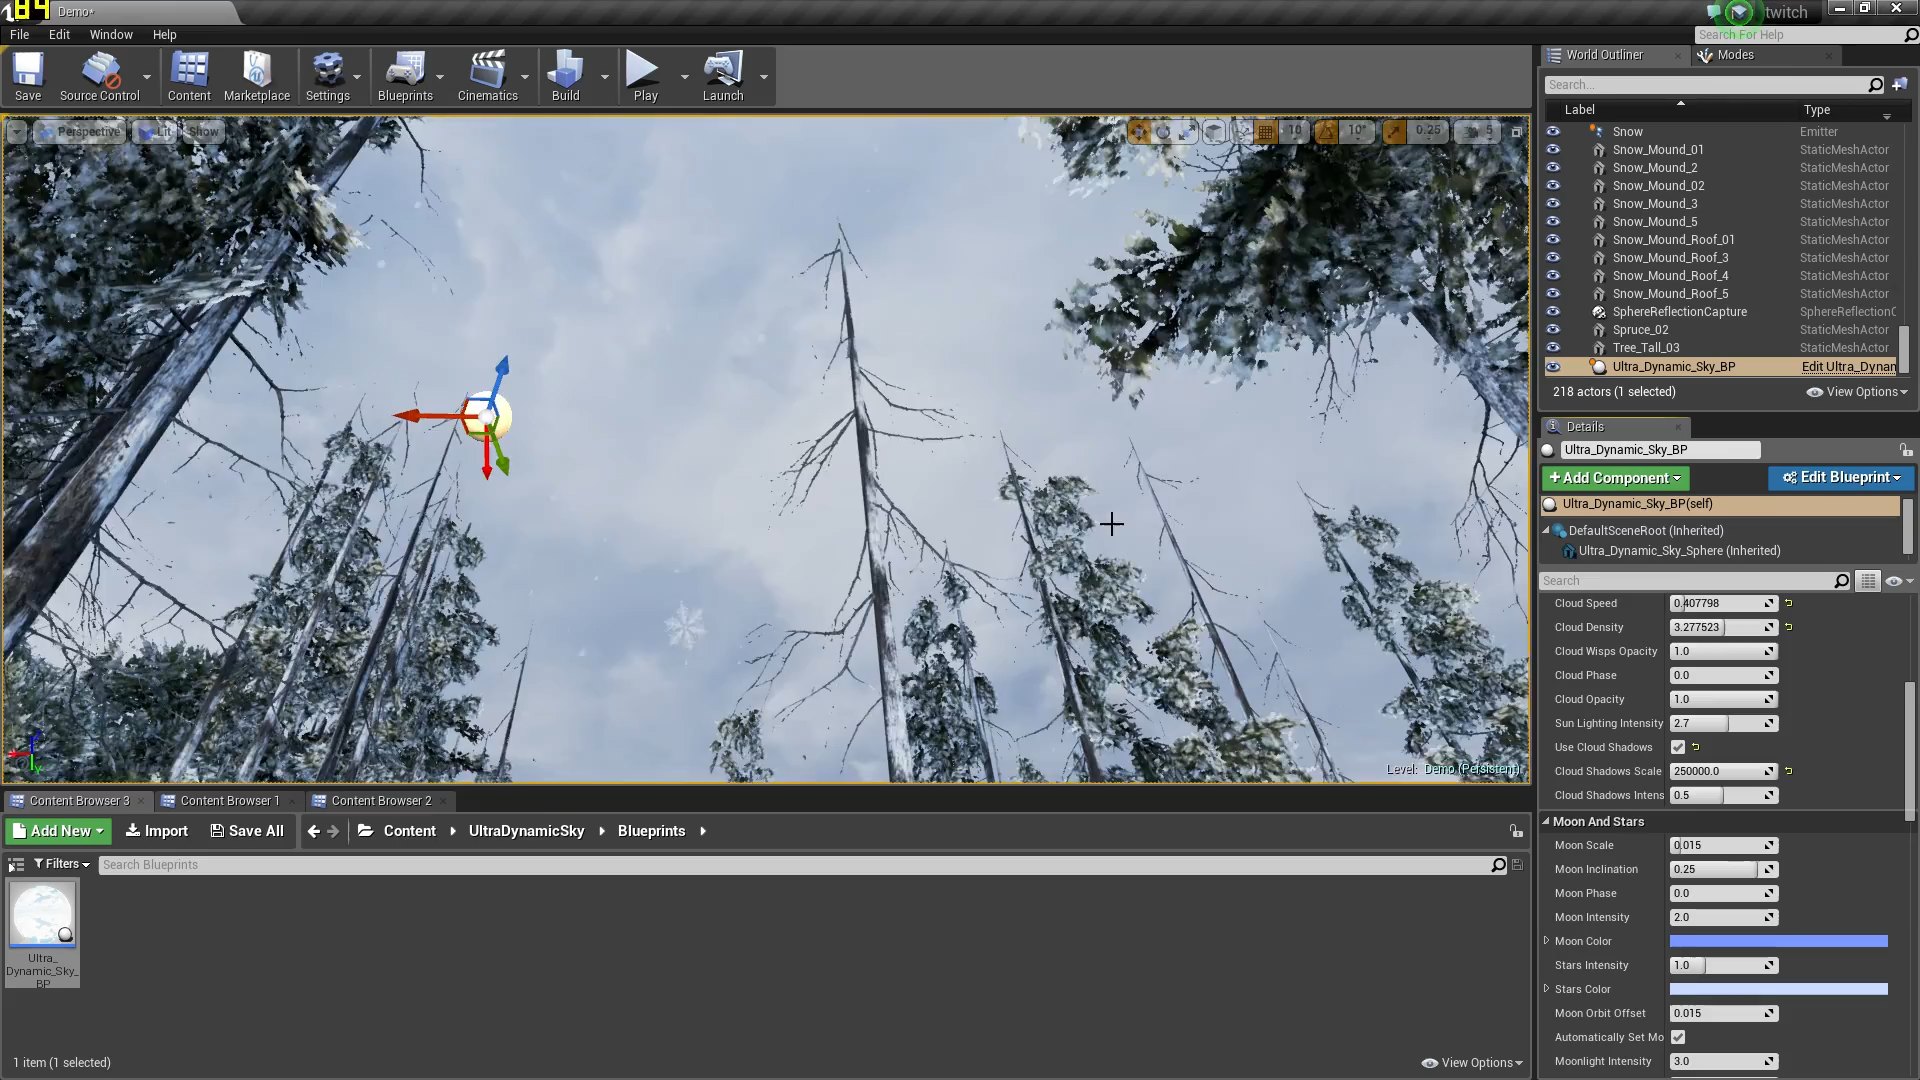 84
Demo*
twitch
File Edit Window Help
Search For Help
Save Source Control Content Marketplace Settings Blueprints Cinematics Build Play Launch
Perspective Lit Show
10 10° 0.25 5
Level: Demo (Persistent)
World Outliner Modes
Search...
Label Type
Snow Emitter
Snow_Mound_01 StaticMeshActor
Snow_Mound_2 StaticMeshActor
Snow_Mound_02 StaticMeshActor
Snow_Mound_3 StaticMeshActor
Snow_Mound_5 StaticMeshActor
Snow_Mound_Roof_01 StaticMeshActor
Snow_Mound_Roof_3 StaticMeshActor
Snow_Mound_Roof_4 StaticMeshActor
Snow_Mound_Roof_5 StaticMeshActor
SphereReflectionCapture SphereReflectionC
Spruce_02 StaticMeshActor
Tree_Tall_03 StaticMeshActor
Ultra_Dynamic_Sky_BP Edit Ultra_Dynan
218 actors (1 selected) View Options
Details
Ultra_Dynamic_Sky_BP
+Add Component Edit Blueprint
Ultra_Dynamic_Sky_BP(self)
DefaultSceneRoot (Inherited)
Ultra_Dynamic_Sky_Sphere (Inherited)
Search
Cloud Speed 0.407798
Cloud Density 3.277523
Cloud Wisps Opacity 1.0
Cloud Phase 0.0
Cloud Opacity 1.0
Sun Lighting Intensity 2.7
Use Cloud Shadows
Cloud Shadows Scale 250000.0
Cloud Shadows Intens 0.5
Moon And Stars
Moon Scale 0.015
Moon Inclination 0.25
Moon Phase 0.0
Moon Intensity 2.0
Moon Color
Stars Intensity 1.0
Stars Color
Moon Orbit Offset 0.015
Automatically Set Mo
Moonlight Intensity 3.0
Content Browser 3 Content Browser 1 Content Browser 2
Add New Import Save All Content UltraDynamicSky Blueprints
Filters Search Blueprints
Ultra_
Dynamic_Sky_
BP
1 item (1 selected) View Options